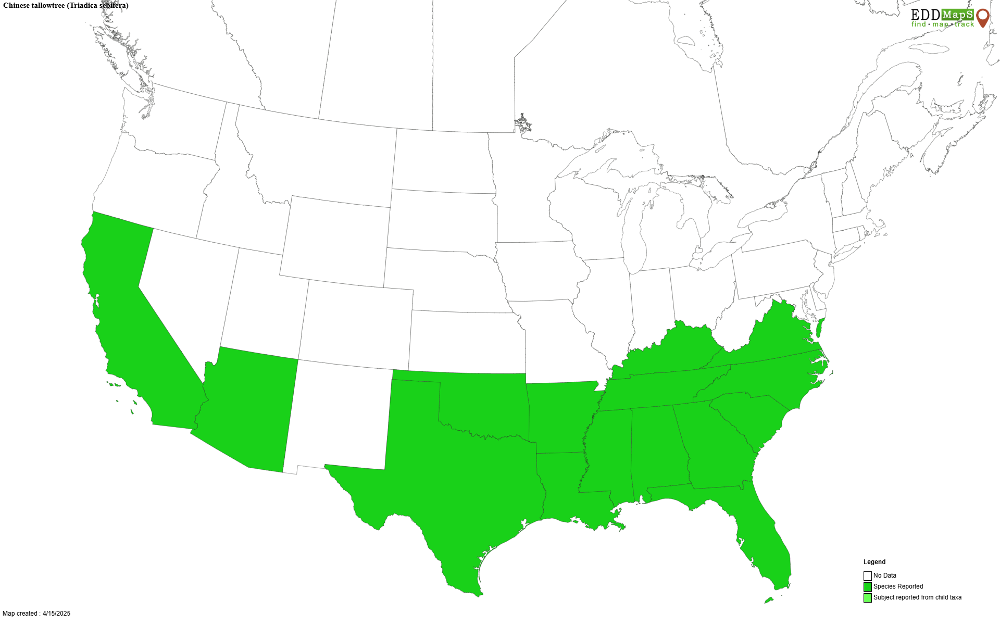 Chinese tallowtree (Triadica sebifera)
EDDMapS
find · map · track
Legend
No Data
Species Reported
Subject reported from child taxa
Map created : 4/15/2025